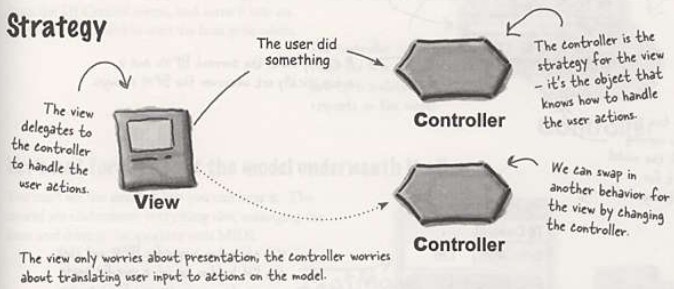 Strategy
The user did
something
The controller is the
strategy for the view
– it's the object that
knows how to handle
the user actions.
Controller
The view
delegates to
the controller
to handle the
user actions.
View
We can swap in
another behavior for
the view by changing
the controller.
Controller
The view only worries about presentation, the controller worries
about translating user input to actions on the model.